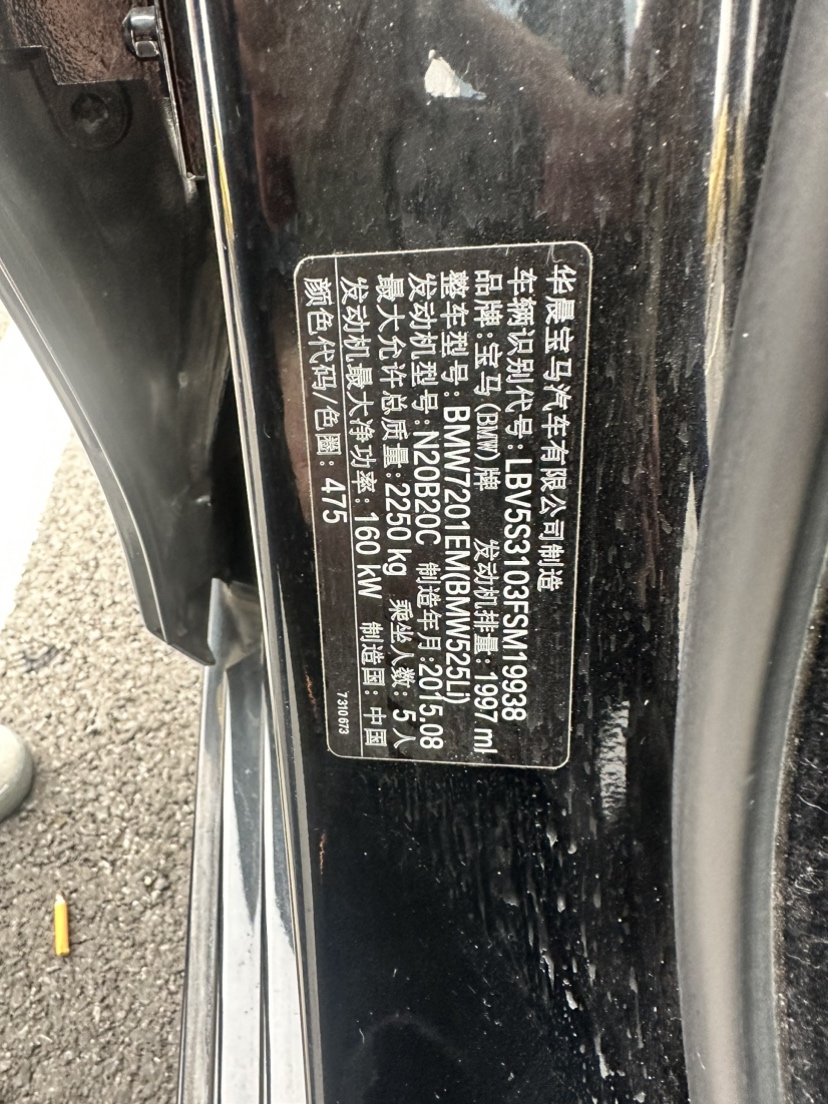 华晨宝马汽车有限公司制造
车辆识别代号:LBV5S3103FSM19938
品牌:宝马(BMW)牌 发动机排量:1997 ml
整车型号:BMW7201EM(BMW525Li)
发动机型号:N20B20C 制造年月:2015.08
最大允许总质量:2250 kg 乘坐人数:5人
发动机最大净功率:160 kW 制造国:中国
颜色代码/色圈:475
7310673